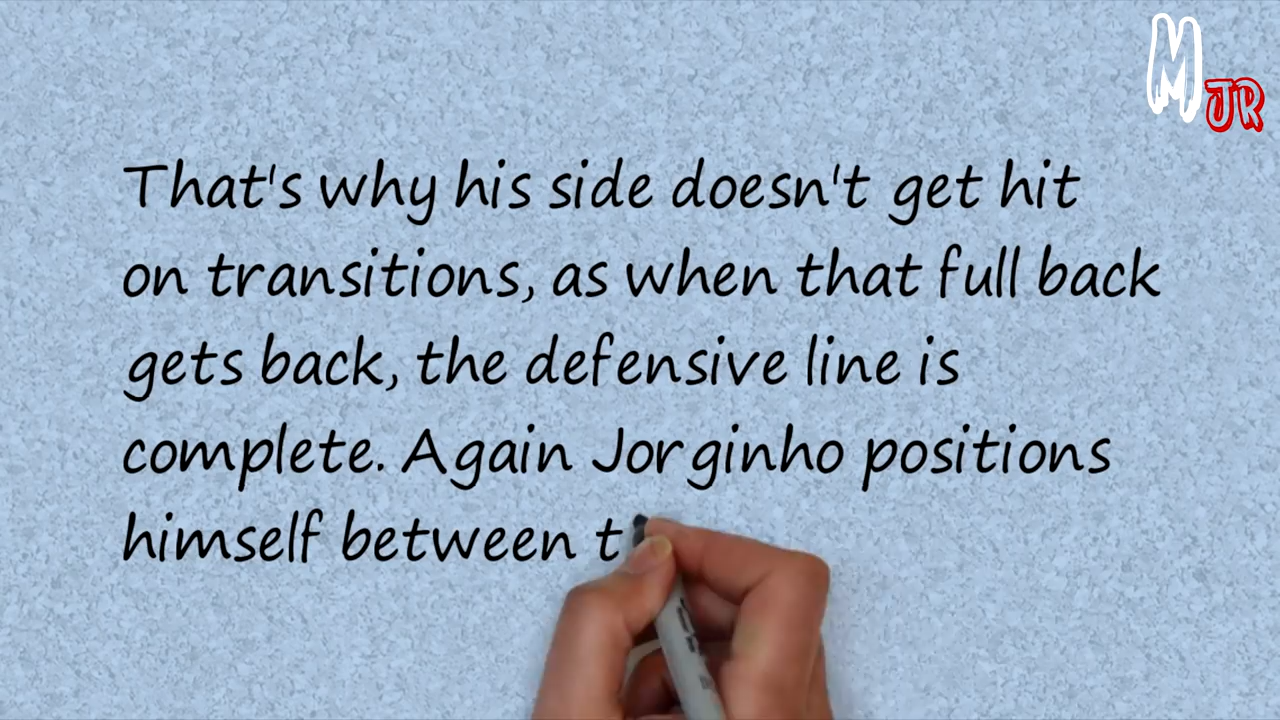 M
JR
That's why his side doesn't get hit
on transitions, as when that full back
gets back, the defensive line is
complete. Again Jorginho positions
himself between t